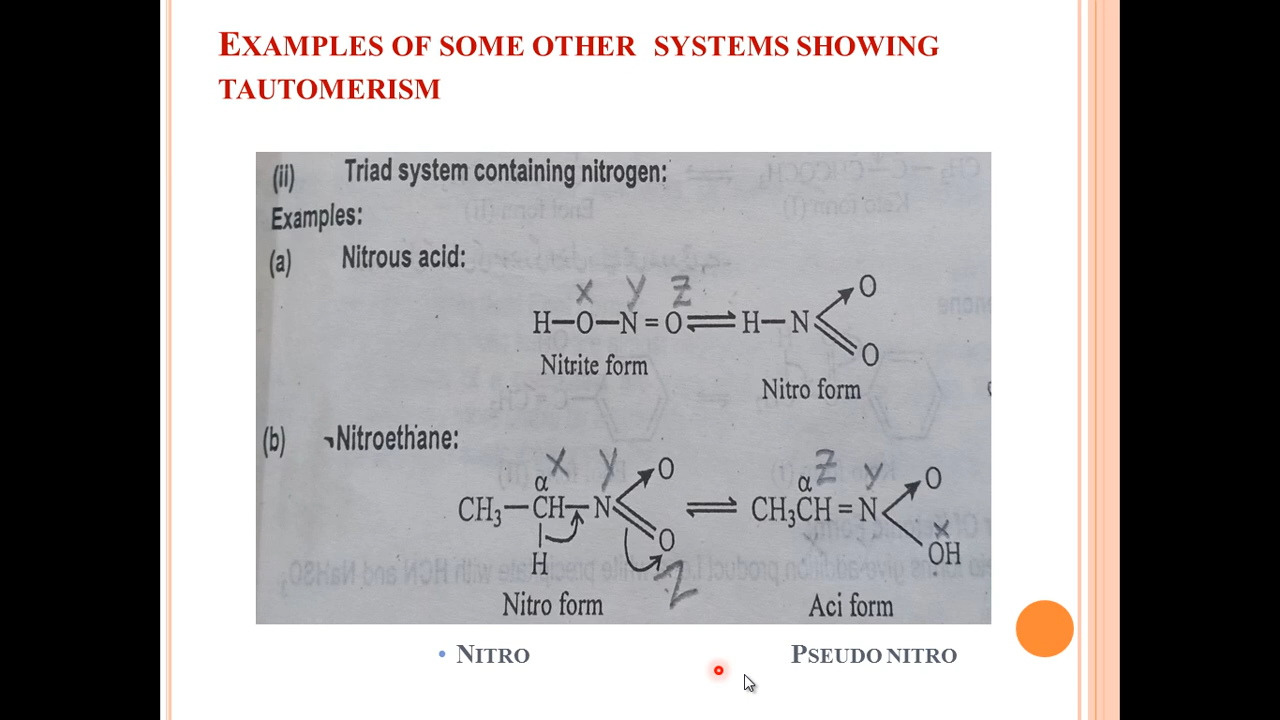 EXAMPLES OF SOME OTHER SYSTEMS SHOWING
TAUTOMERISM
(ii) Triad system containing nitrogen:
Examples:
(a) Nitrous acid:
x y z
H—O—N=O⇌H—N
O
O
Nitrite form
Nitro form
(b) Nitroethane:
x y
α
CH₃—CH—N
O
O
H
z
⇌
z y
α
CH₃CH=N
O
x
OH
Nitro form Aci form
• NITRO PSEUDO NITRO